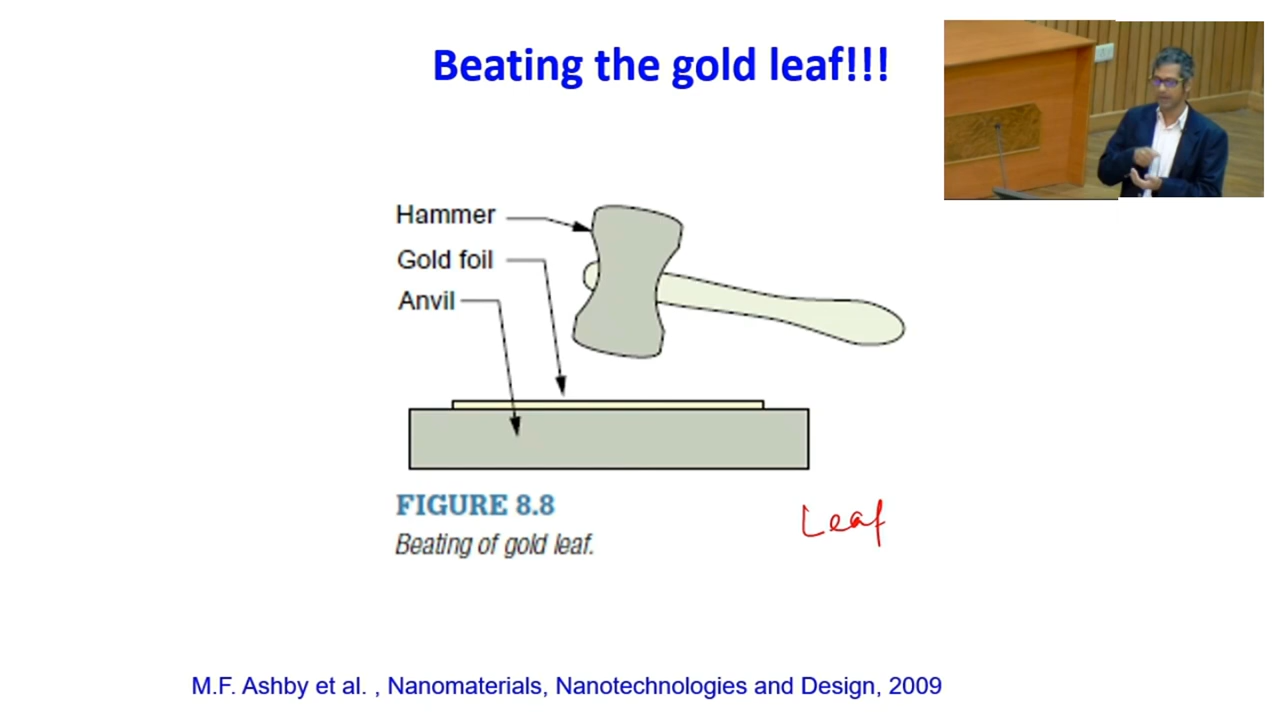 Beating the gold leaf!!!
Hammer
Gold foil
Anvil
FIGURE 8.8
Beating of gold leaf.
Leaf
M.F. Ashby et al. , Nanomaterials, Nanotechnologies and Design, 2009